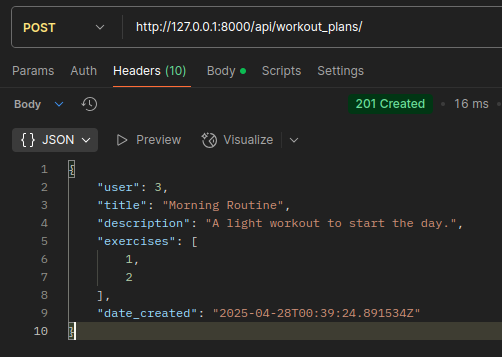 POST http://127.0.0.1:8000/api/workout_plans/
Params Auth Headers (10) Body Scripts Settings
Body 201 Created 16 ms
{} JSON Preview Visualize
1 {
2 "user": 3,
3 "title": "Morning Routine",
4 "description": "A light workout to start the day.",
5 "exercises": [
6 1,
7 2
8 ],
9 "date_created": "2025-04-28T00:39:24.891534Z"
10 }